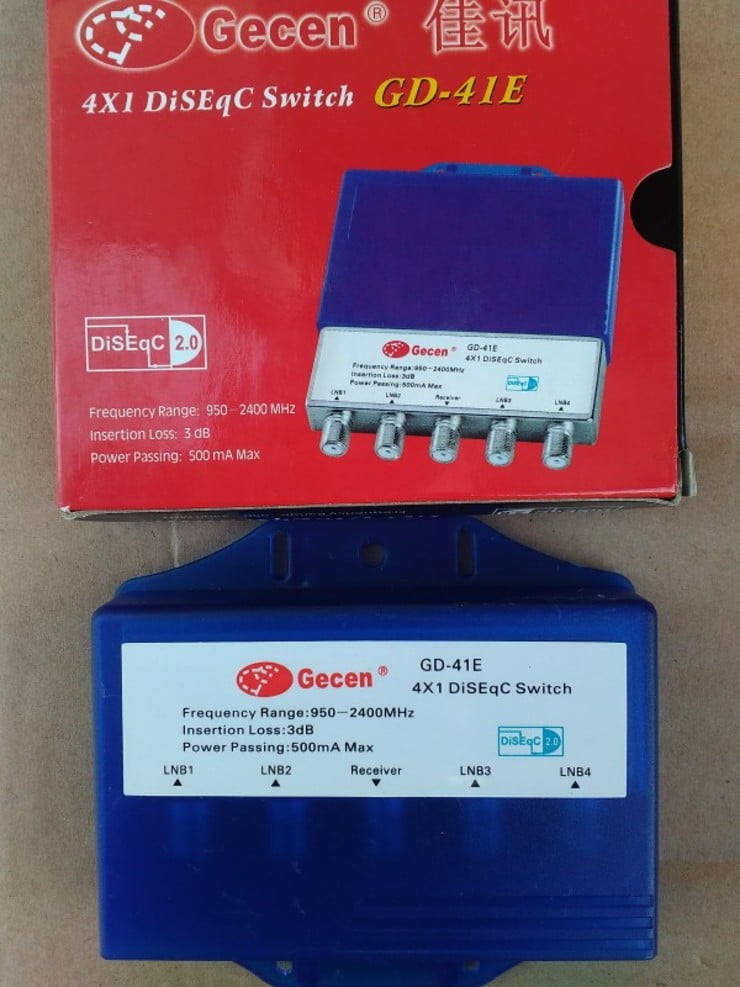 Gecen® 佳讯
4X1 DiSEqC Switch GD-41E
Gecen® GD-41E
4X1 DiSEqC Switch
Frequency Range:950-2400MHz
Insertion Loss:3dB
Power Passing:500mA Max
DiSEqC 2.0
LNB1 LNB2 Receiver LNB3 LNB4
DiSEqC 2.0
Frequency Range: 950-2400 MHz
Insertion Loss: 3 dB
Power Passing: 500 mA Max
Gecen® GD-41E
4X1 DiSEqC Switch
Frequency Range:950-2400MHz
Insertion Loss:3dB
Power Passing:500mA Max
DiSEqC 2.0
LNB1 LNB2 Receiver LNB3 LNB4